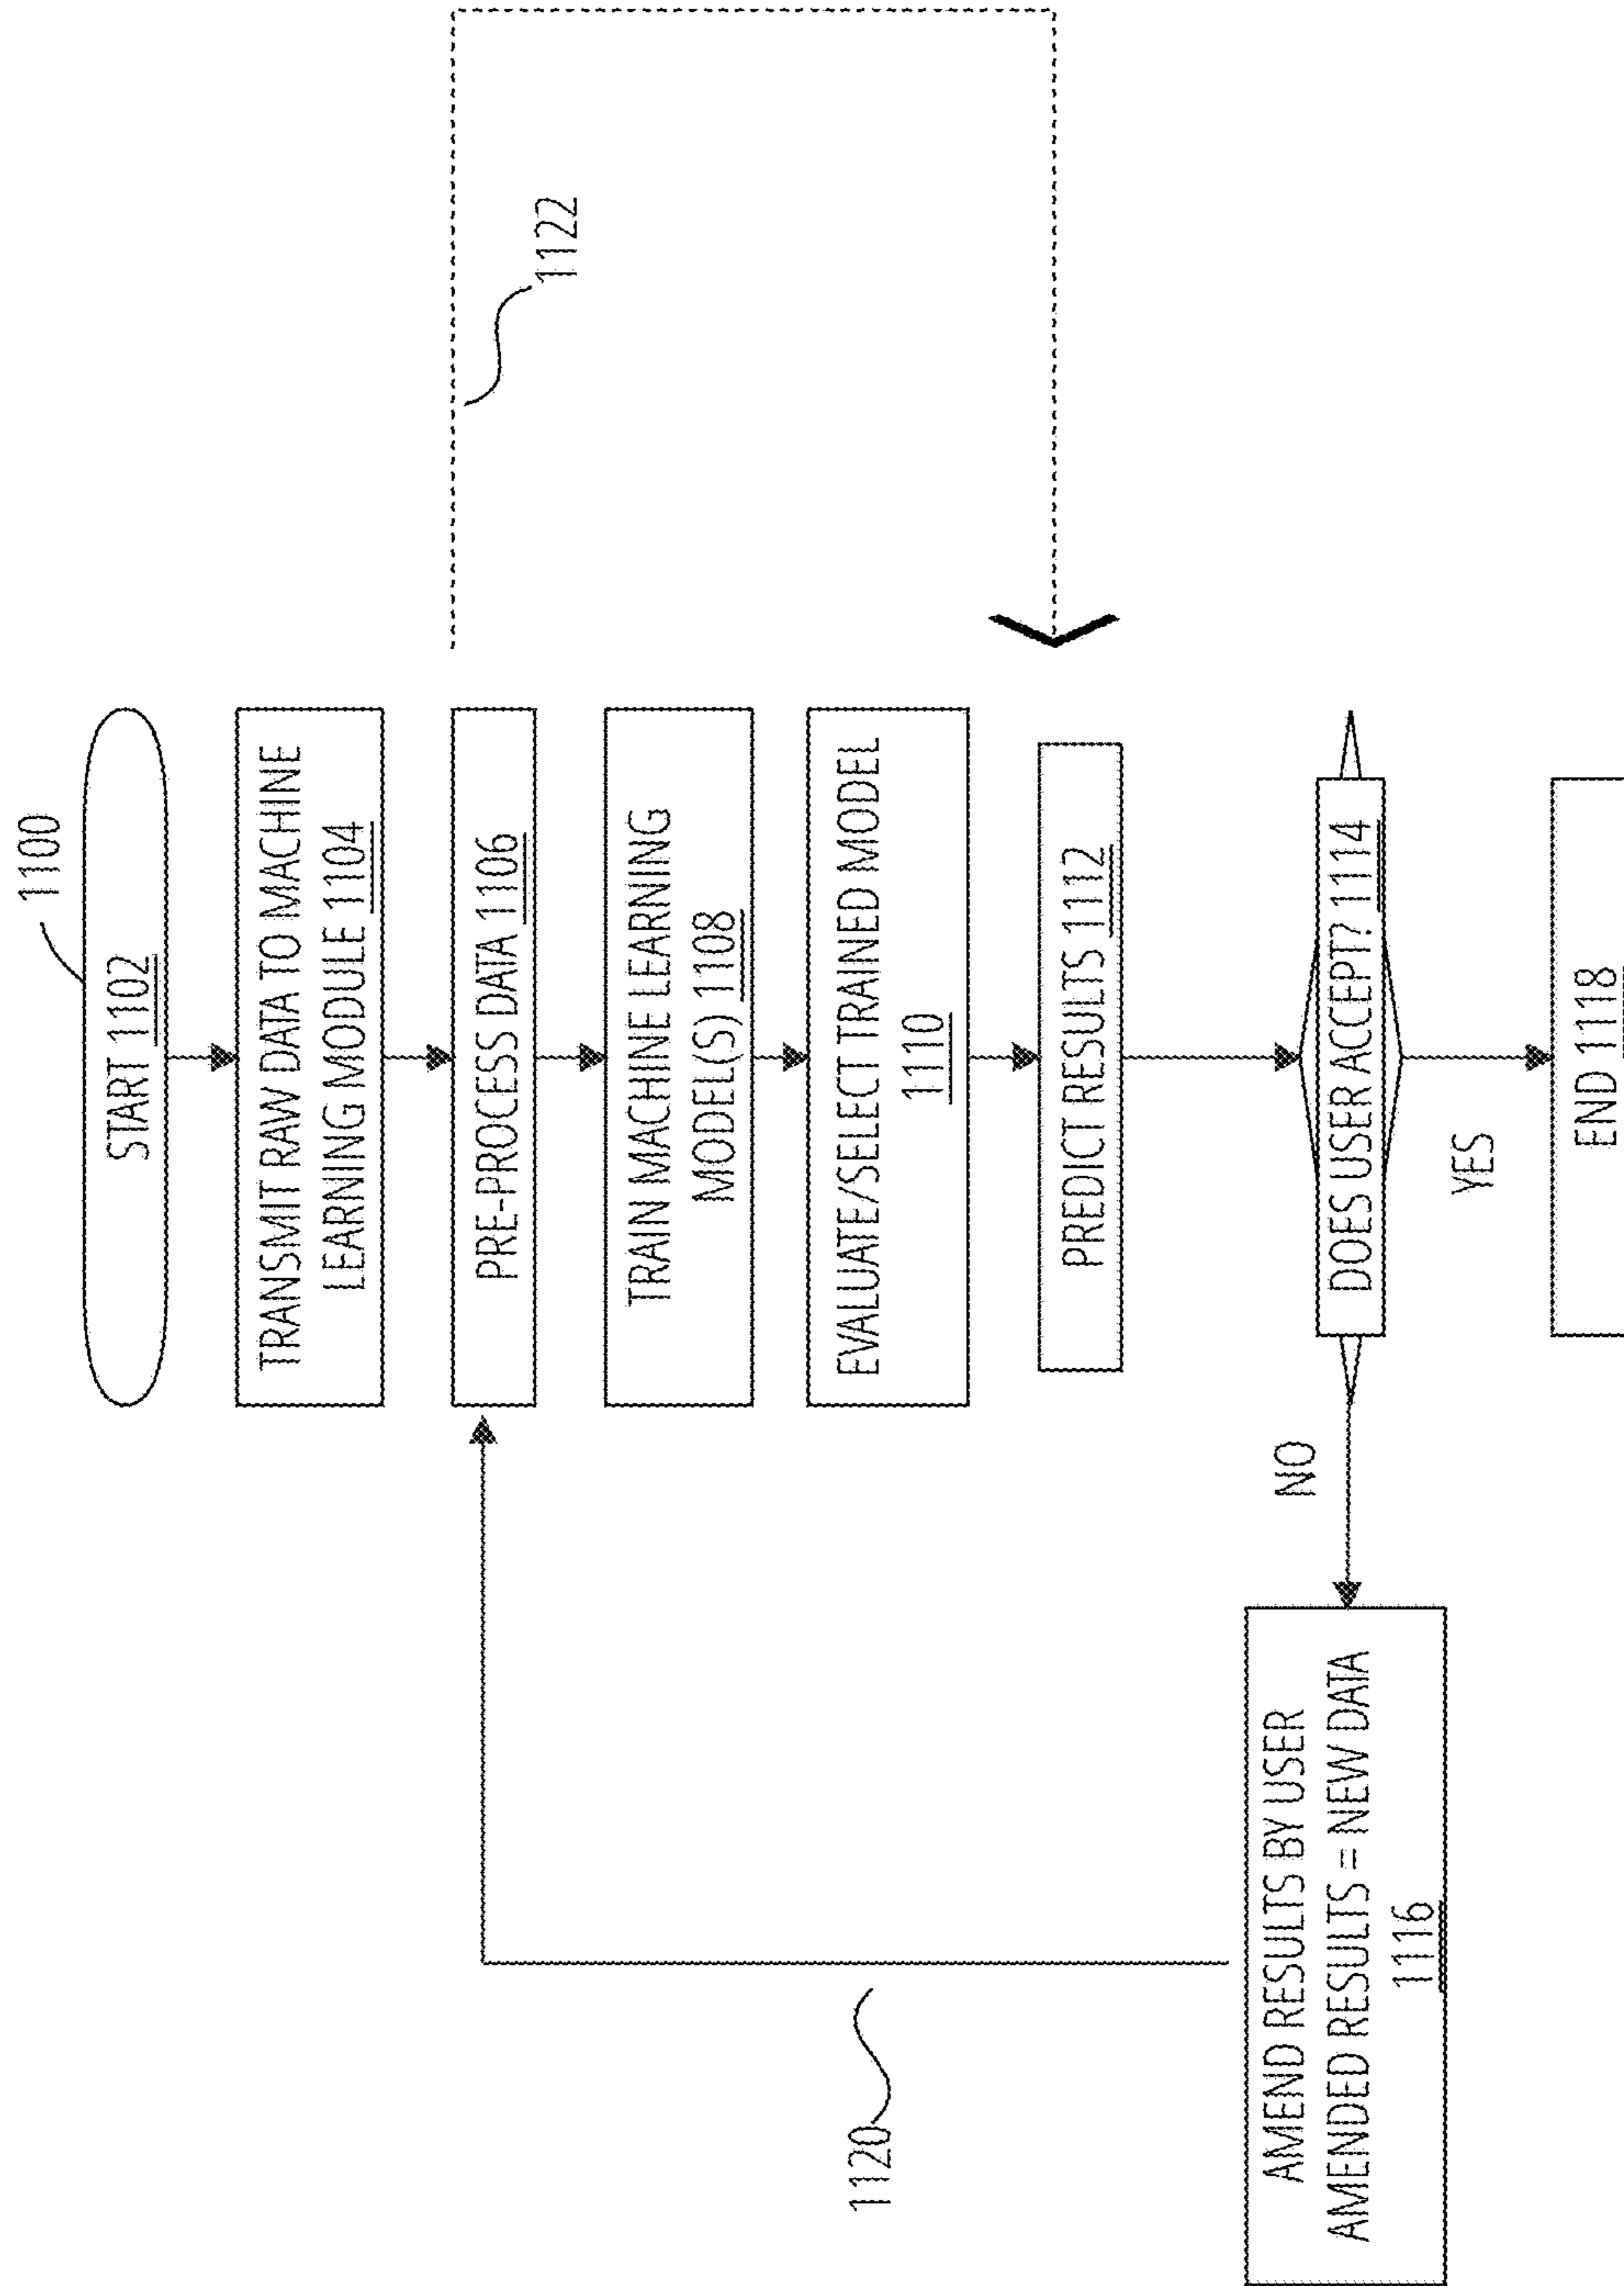 1100
START 1102
TRANSMIT RAW DATA TO MACHINE
LEARNING MODULE 1104
PRE-PROCESS DATA 1106
1122
TRAIN MACHINE LEARNING
MODEL(S) 1108
EVALUATE/SELECT TRAINED MODEL
1110
1120
PREDICT RESULTS 1112
NO
DOES USER ACCEPT? 1114
AMEND RESULTS BY USER
AMENDED RESULTS = NEW DATA
1116
YES
END 1118